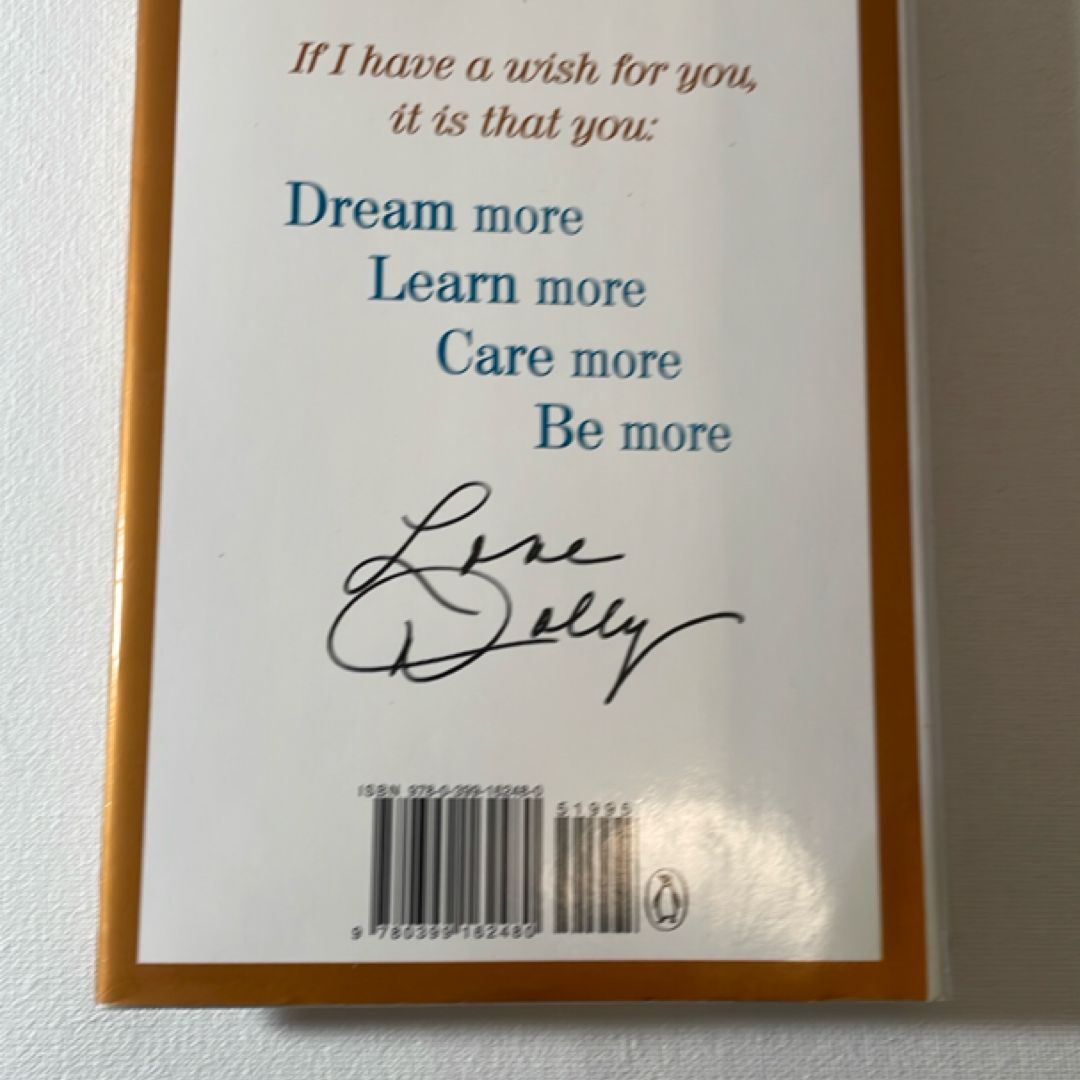 If I have a wish for you,
it is that you:
Dream more
Learn more
Care more
Be more
Love
Dolly
ISBN 978-0-399-16248-0
51995
9 780399 162480